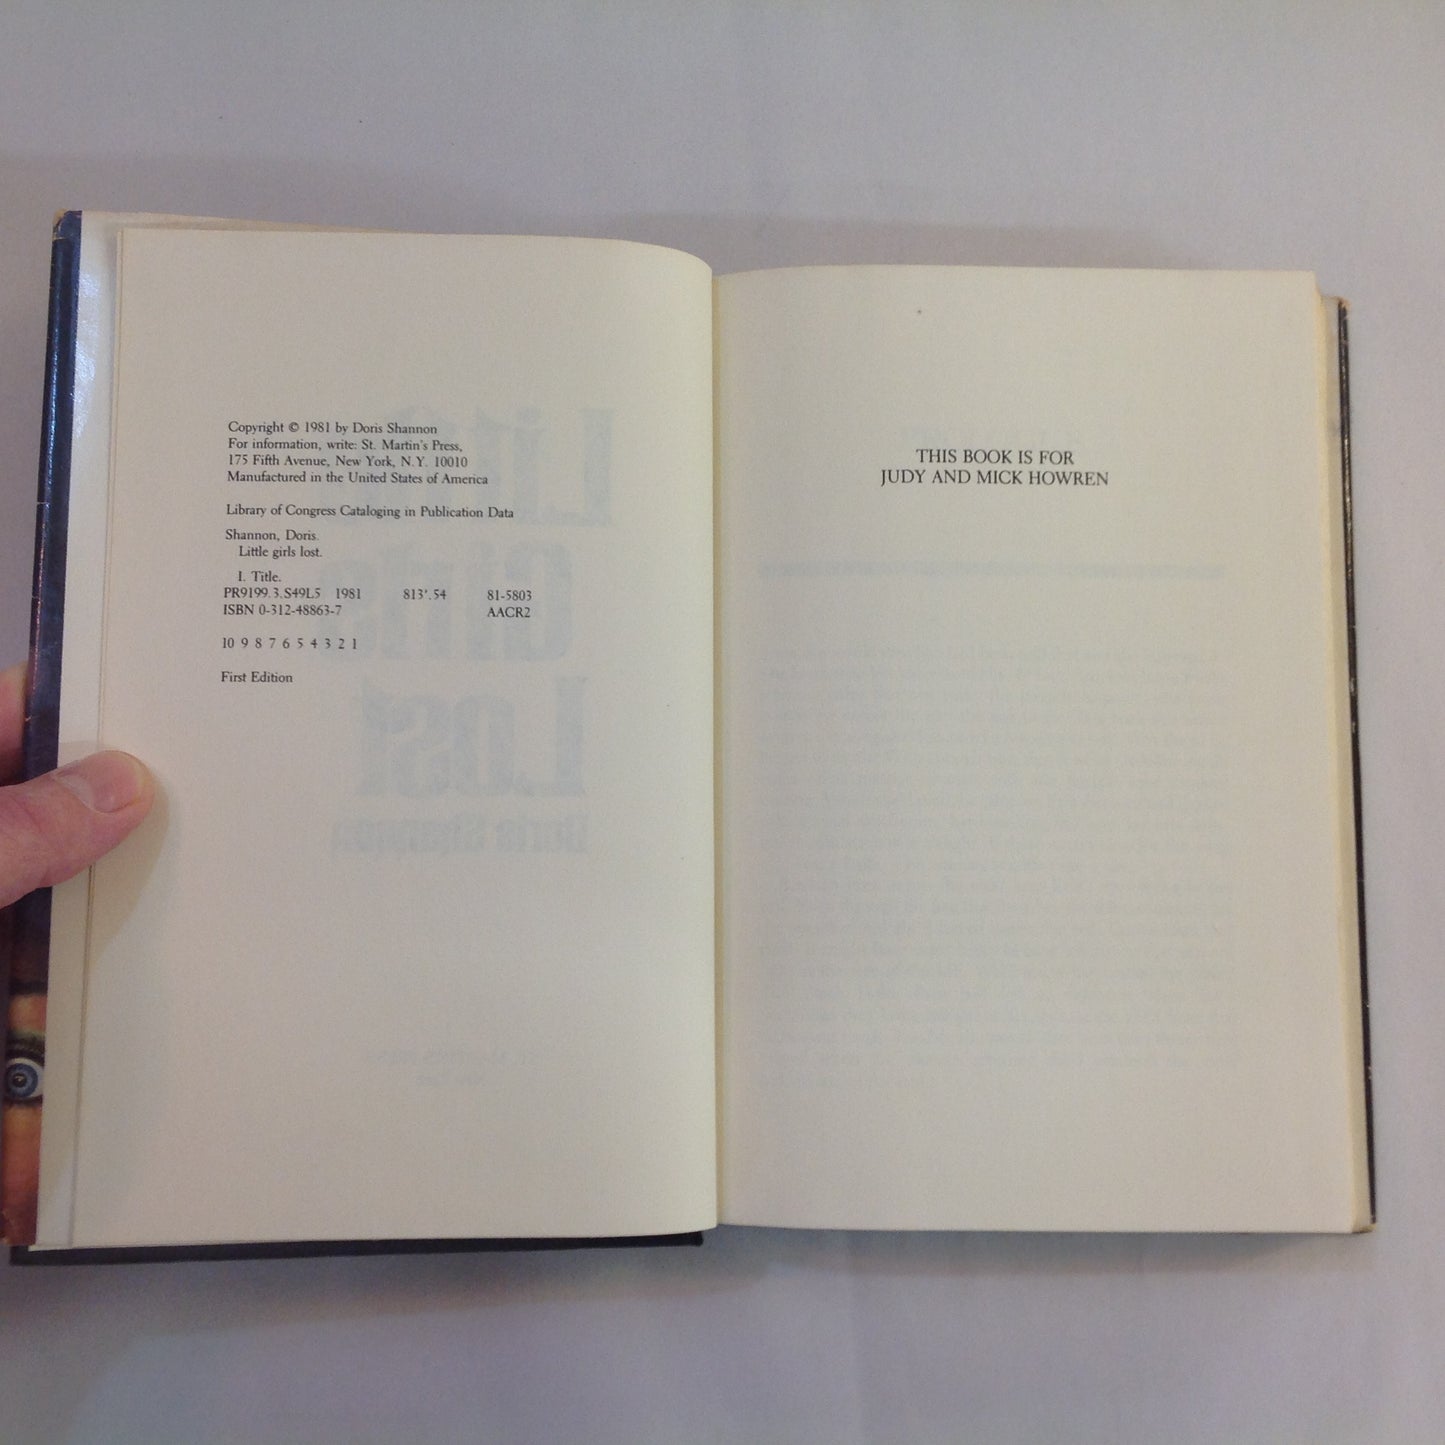 Copyright © 1981 by Doris Shannon
For information, write: St. Martin's Press,
175 Fifth Avenue, New York, N.Y. 10010
Manufactured in the United States of America
Library of Congress Cataloging in Publication Data
Shannon, Doris.
Little girls lost.
I. Title.
PR9199.3.S49L5 1981 813'.54 81-5803
ISBN 0-312-48863-7 AACR2
10 9 8 7 6 5 4 3 2 1
First Edition
THIS BOOK IS FOR
JUDY AND MICK HOWREN